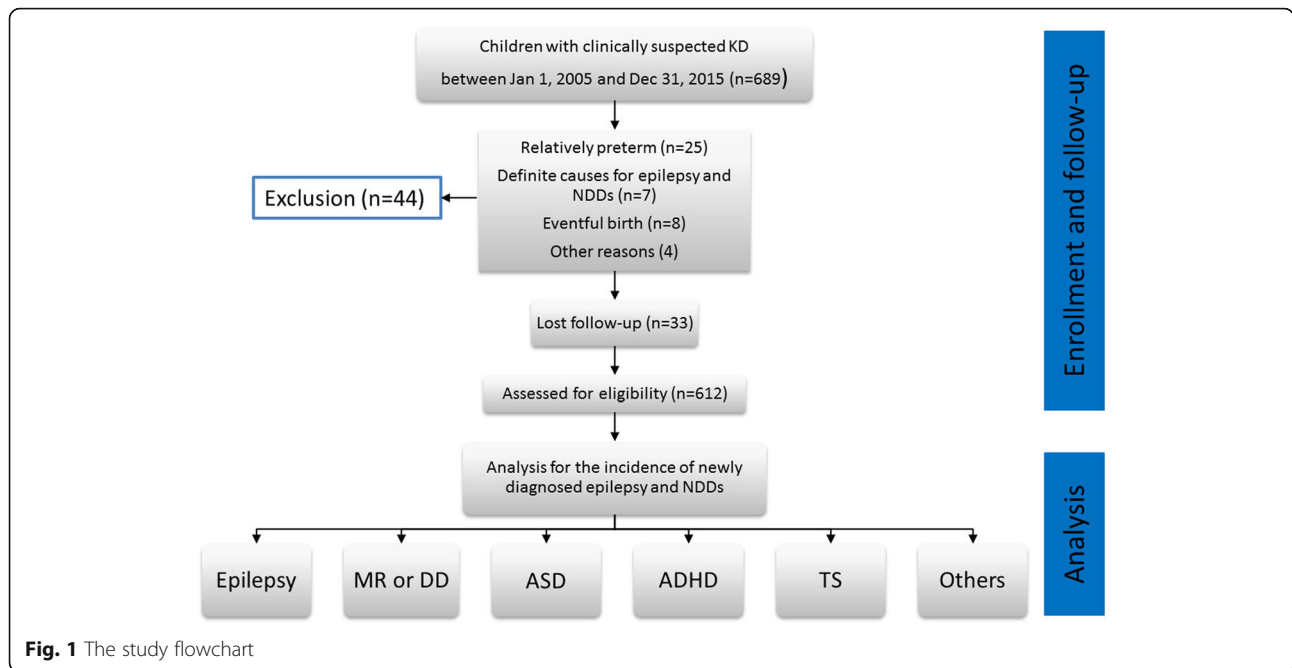 Children with clinically suspected KD
between Jan 1, 2005 and Dec 31, 2015 (n=689)
Relatively preterm (n=25)
Definite causes for epilepsy and
NDDs (n=7)
Eventful birth (n=8)
Other reasons (4)
Exclusion (n=44)
Lost follow-up (n=33)
Assessed for eligibility (n=612)
Enrollment and follow-up
Analysis for the incidence of newly
diagnosed epilepsy and NDDs
Epilepsy
MR or DD
ASD
ADHD
TS
Others
Analysis
Fig. 1 The study flowchart